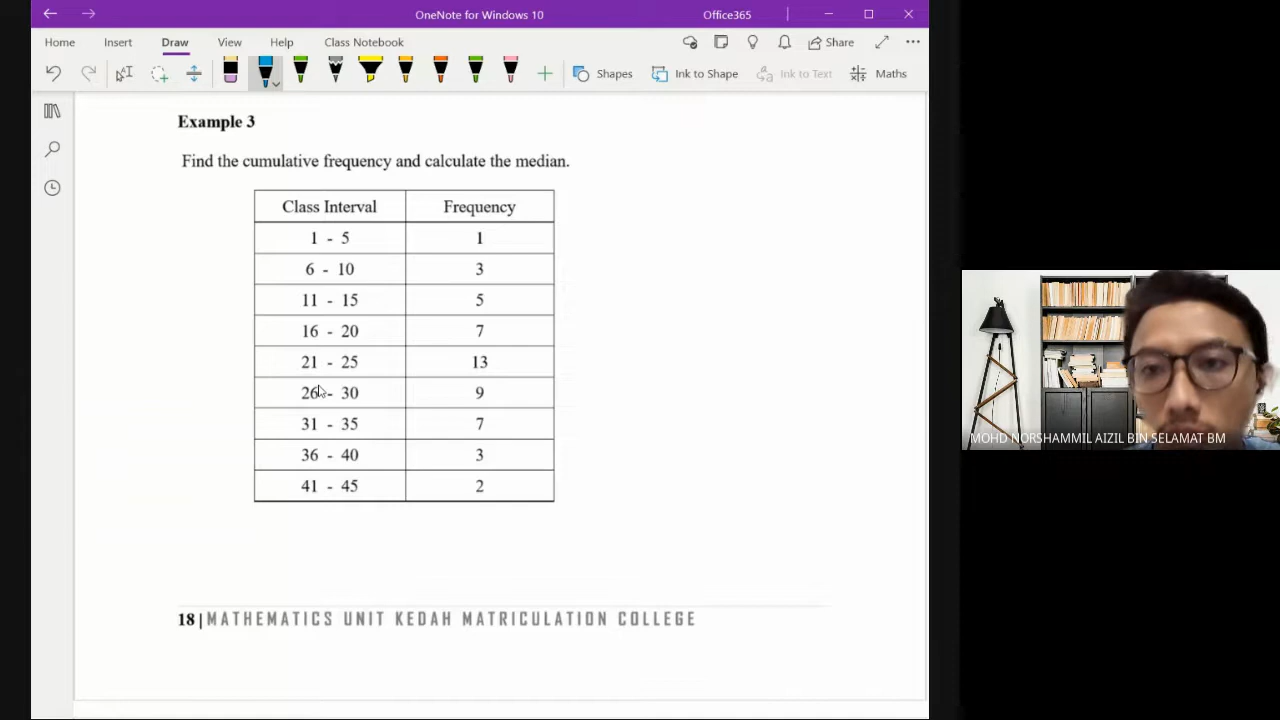 OneNote for Windows 10
Office365
Home Insert Draw View Help Class Notebook
Share
Shapes Ink to Shape Ink to Text Maths
Example 3
Find the cumulative frequency and calculate the median.
Class Interval Frequency
1 - 5 1
6 - 10 3
11 - 15 5
16 - 20 7
21 - 25 13
26 - 30 9
31 - 35 7
36 - 40 3
41 - 45 2
18| MATHEMATICS UNIT KEDAH MATRICULATION COLLEGE
MOHD NORSHAMMIL AIZIL BIN SELAMAT BM